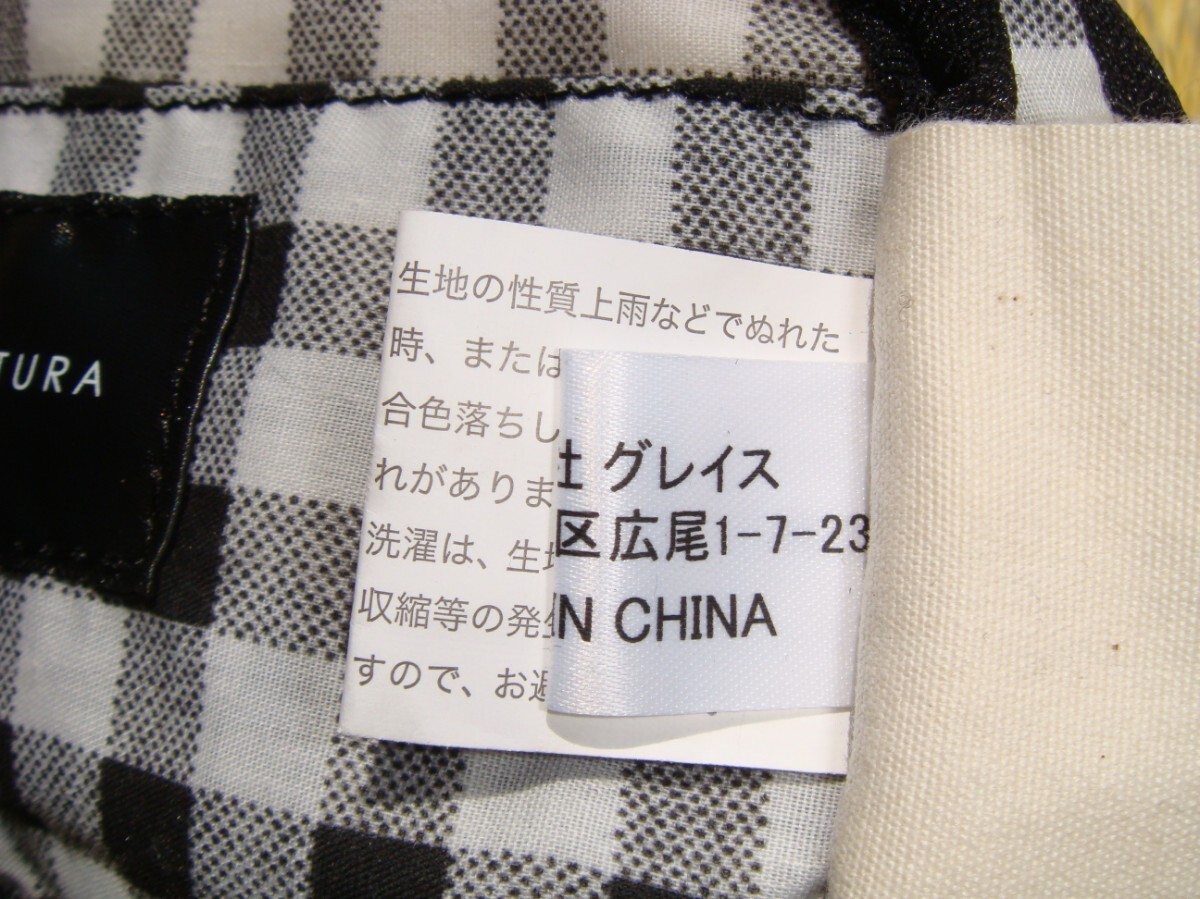 TURA
生地の性質上雨などでぬれた
時、または
合色落ちし
れがありま
洗濯は、生
収縮等の発
すので、お
グレイス
区広尾1-7-23
IN CHINA